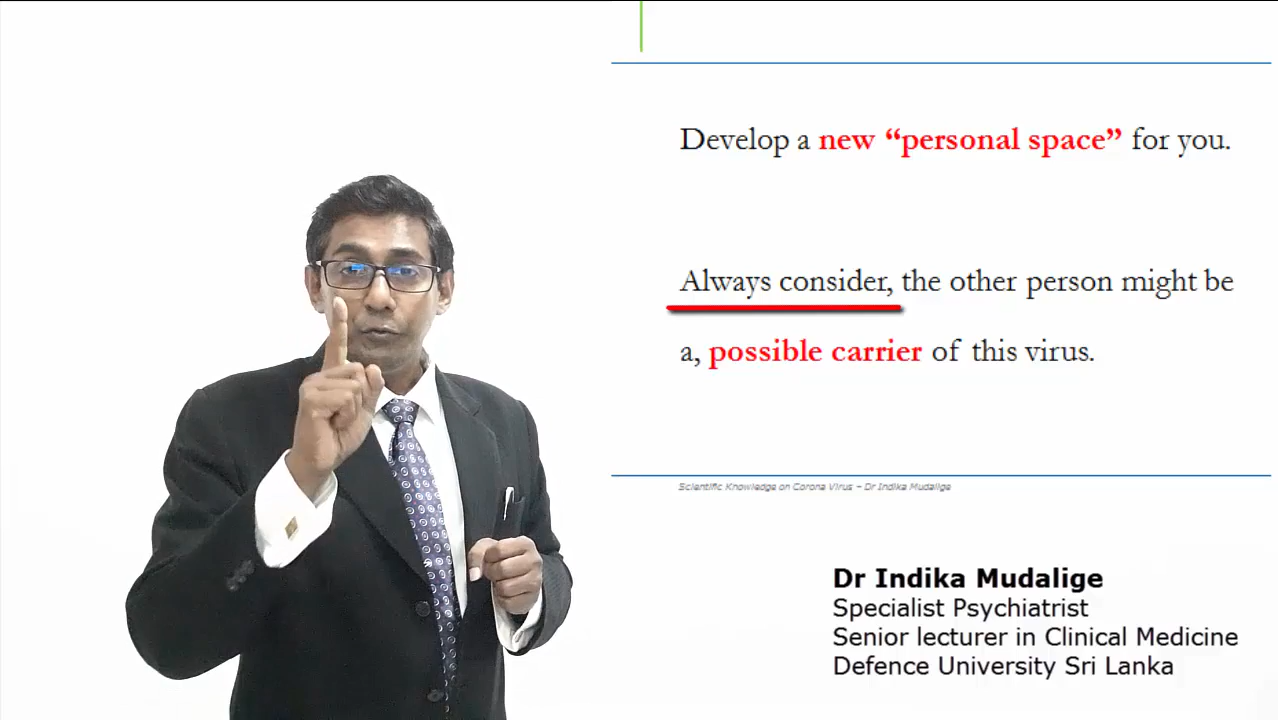 Develop a new “personal space” for you.
Always consider, the other person might be
a, possible carrier of this virus.
Scientific Knowledge on Corona Virus – Dr Indika Mudalige
Dr Indika Mudalige
Specialist Psychiatrist
Senior lecturer in Clinical Medicine
Defence University Sri Lanka